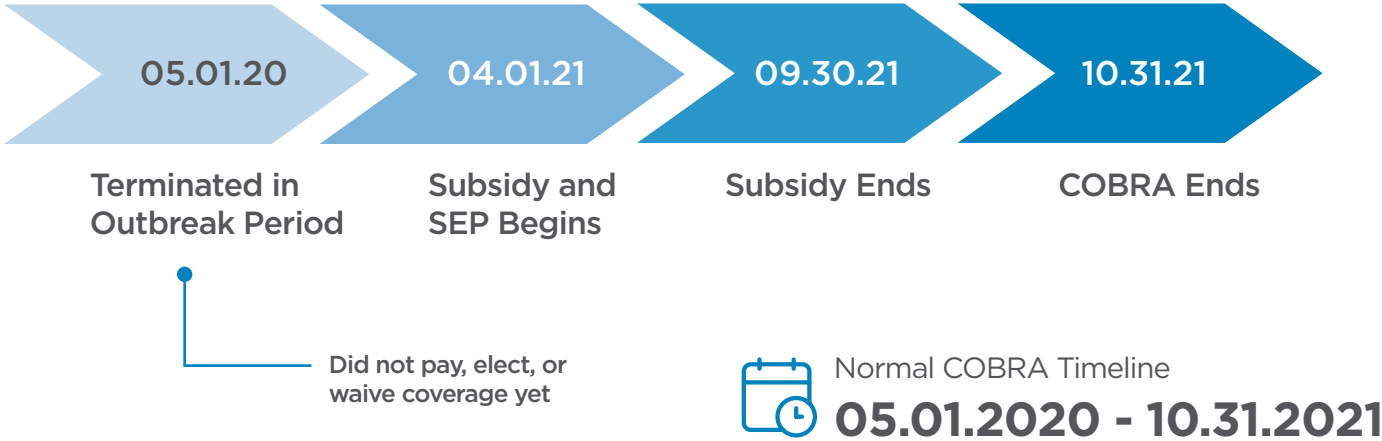 05.01.20
04.01.21
09.30.21
10.31.21
Terminated in
Outbreak Period
Subsidy and
SEP Begins
Subsidy Ends
COBRA Ends
Did not pay, elect, or
waive coverage yet
Normal COBRA Timeline
05.01.2020 - 10.31.2021